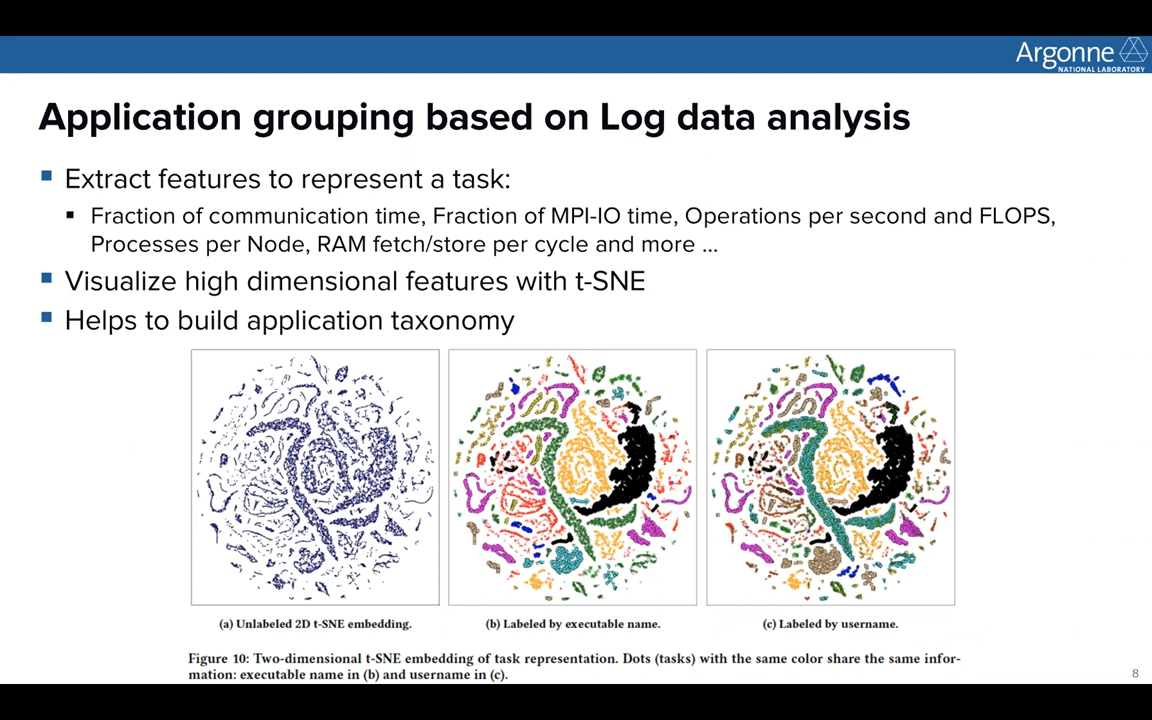 Argonne
NATIONAL LABORATORY
Application grouping based on Log data analysis
Extract features to represent a task:
Fraction of communication time, Fraction of MPI-IO time, Operations per second and FLOPS,
Processes per Node, RAM fetch/store per cycle and more ...
Visualize high dimensional features with t-SNE
Helps to build application taxonomy
(a) Unlabeled 2D t-SNE embedding.
(b) Labeled by executable name.
(c) Labeled by username.
Figure 10: Two-dimensional t-SNE embedding of task representation. Dots (tasks) with the same color share the same infor-
mation: executable name in (b) and username in (c).
8